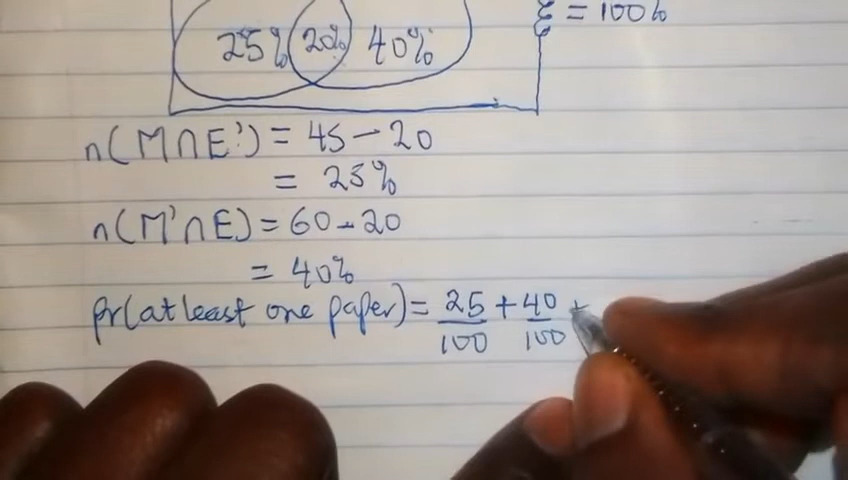 ξ = 100%
25% 20% 40%
n(M∩E') = 45 - 20
= 25%
n(M'∩E) = 60 - 20
= 40%
pr(at least one paper) = 25/100 + 40/100 +